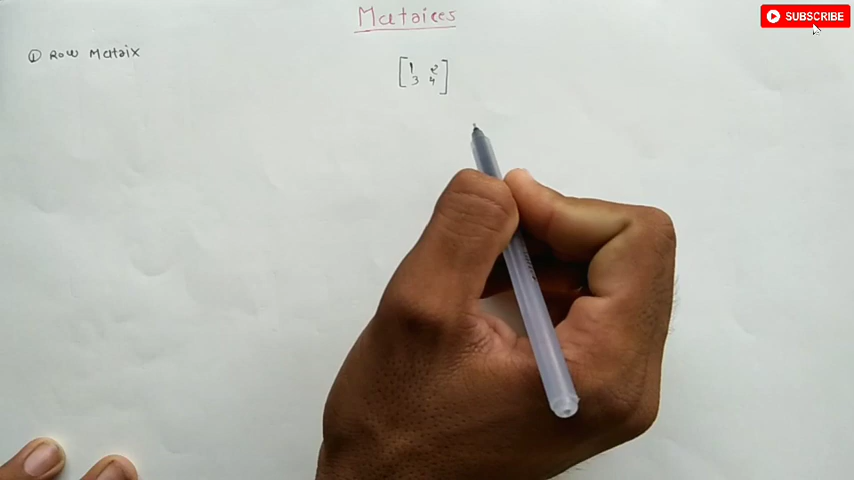 Matrices
SUBSCRIBE
① Row Matrix
1 2
3 4